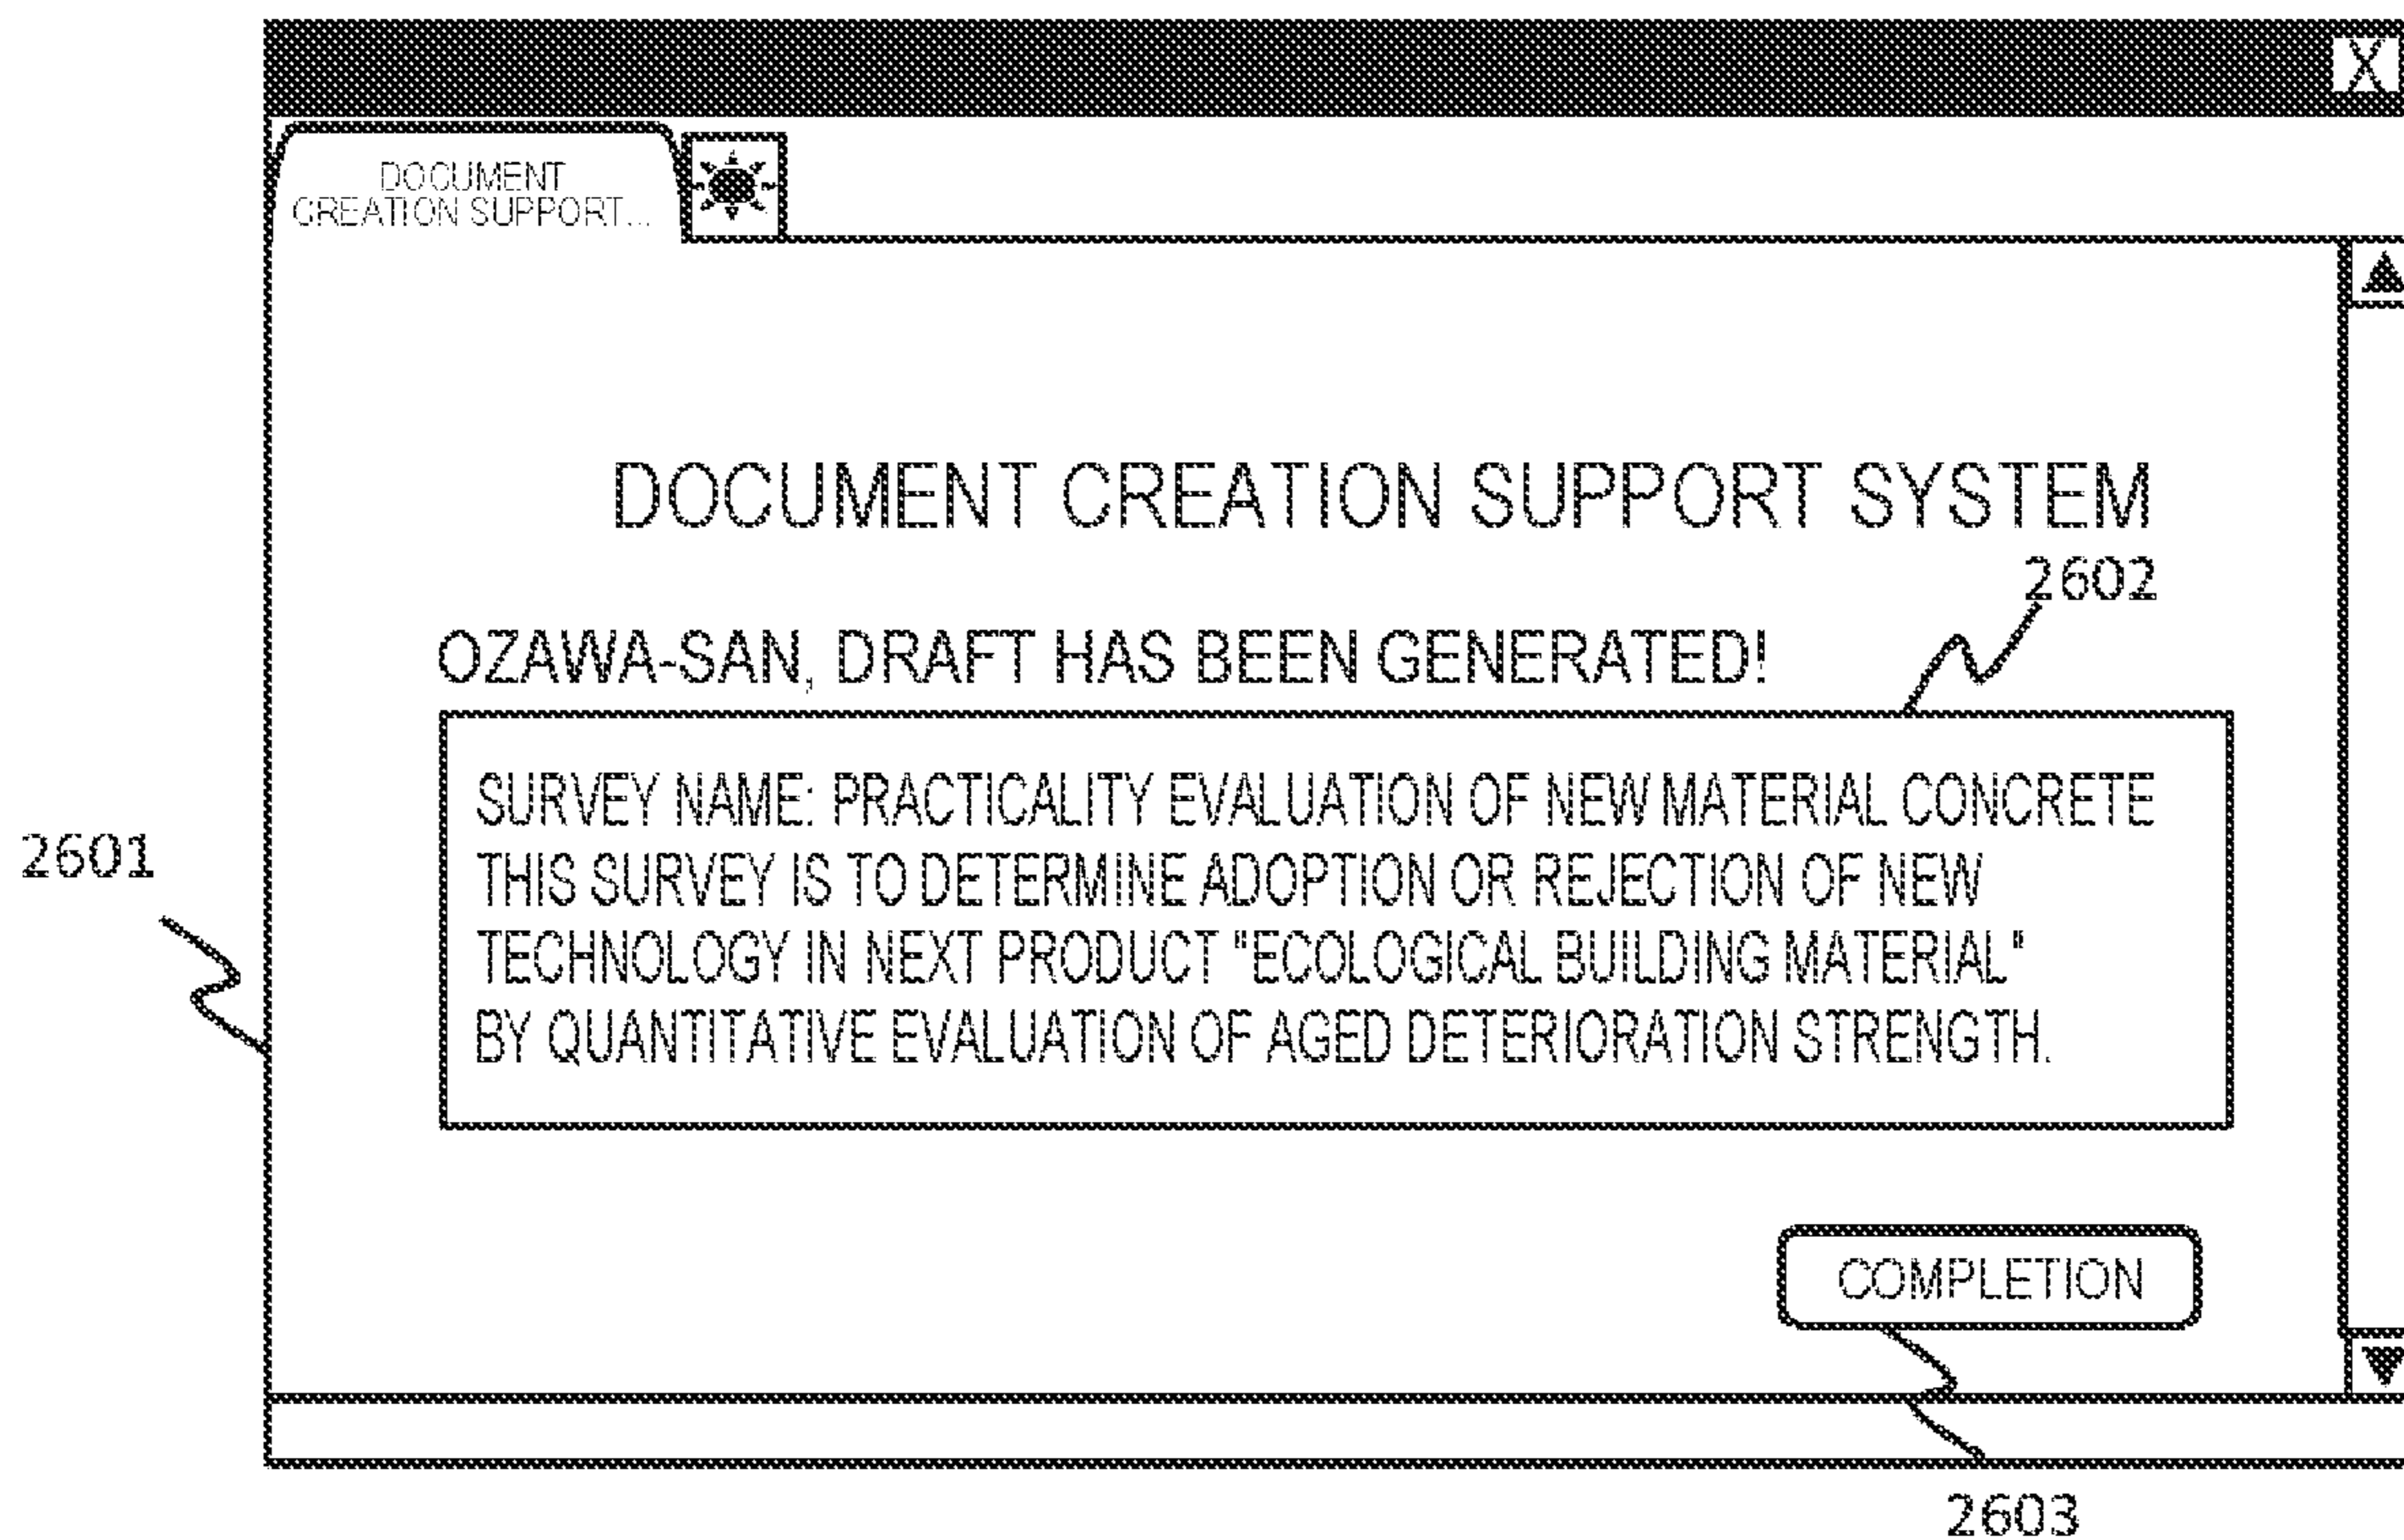 X
DOCUMENT
CREATION SUPPORT...
DOCUMENT CREATION SUPPORT SYSTEM
2602
OZAWA-SAN, DRAFT HAS BEEN GENERATED!
SURVEY NAME: PRACTICALITY EVALUATION OF NEW MATERIAL CONCRETE
THIS SURVEY IS TO DETERMINE ADOPTION OR REJECTION OF NEW
TECHNOLOGY IN NEXT PRODUCT "ECOLOGICAL BUILDING MATERIAL"
BY QUANTITATIVE EVALUATION OF AGED DETERIORATION STRENGTH.
2601
COMPLETION
2603